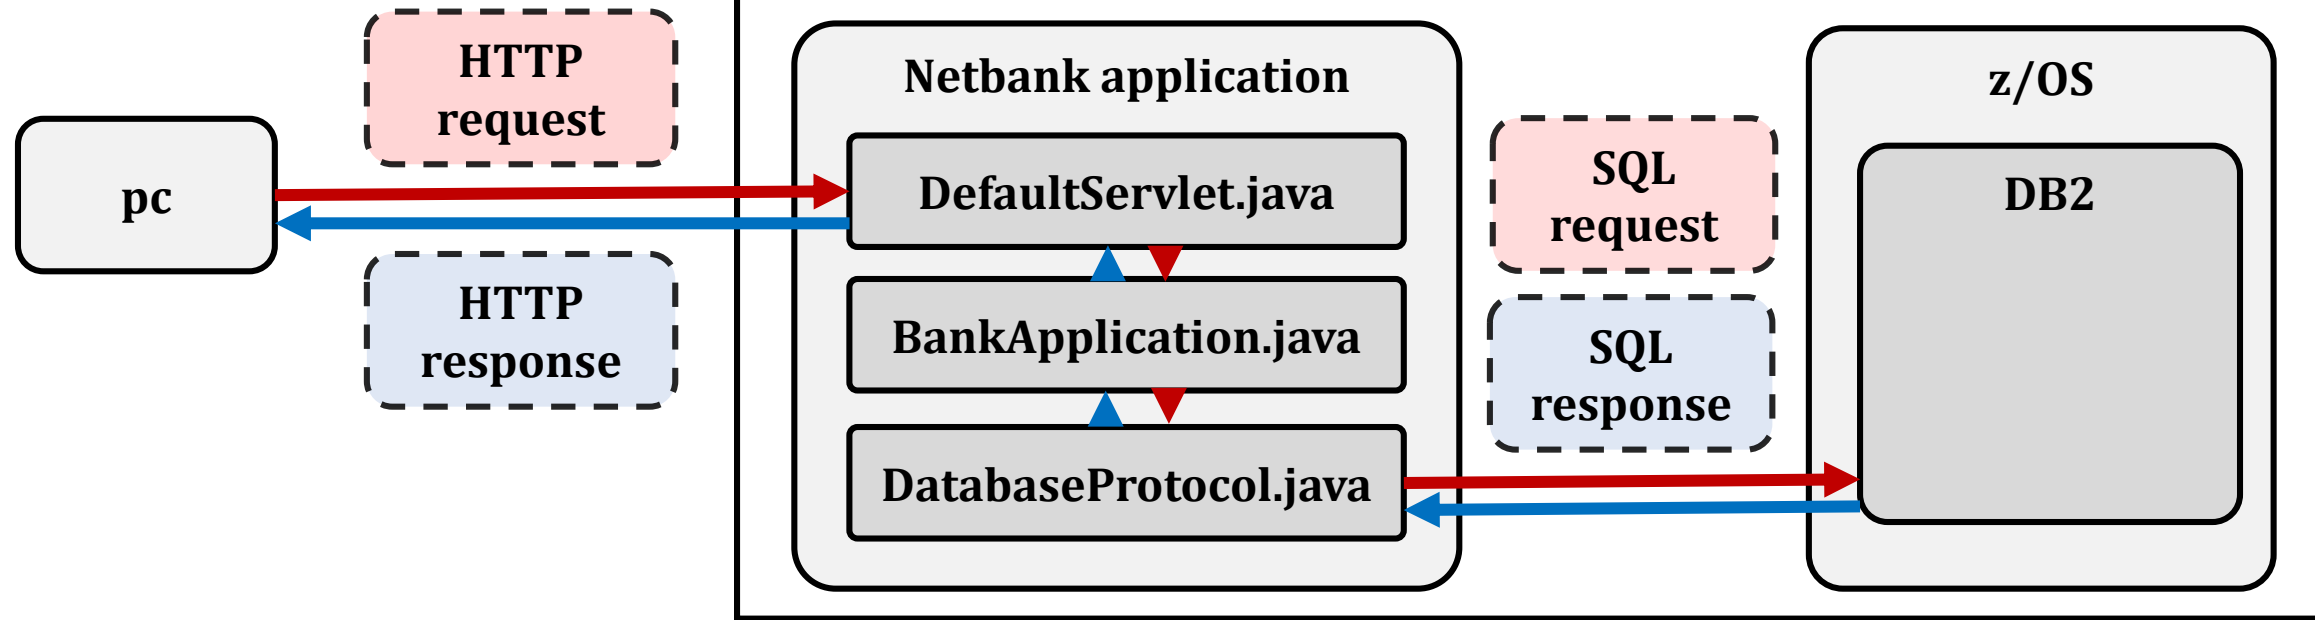 pc
HTTP
request
HTTP
response
Netbank application
DefaultServlet.java
BankApplication.java
DatabaseProtocol.java
SQL
request
SQL
response
z/OS
DB2